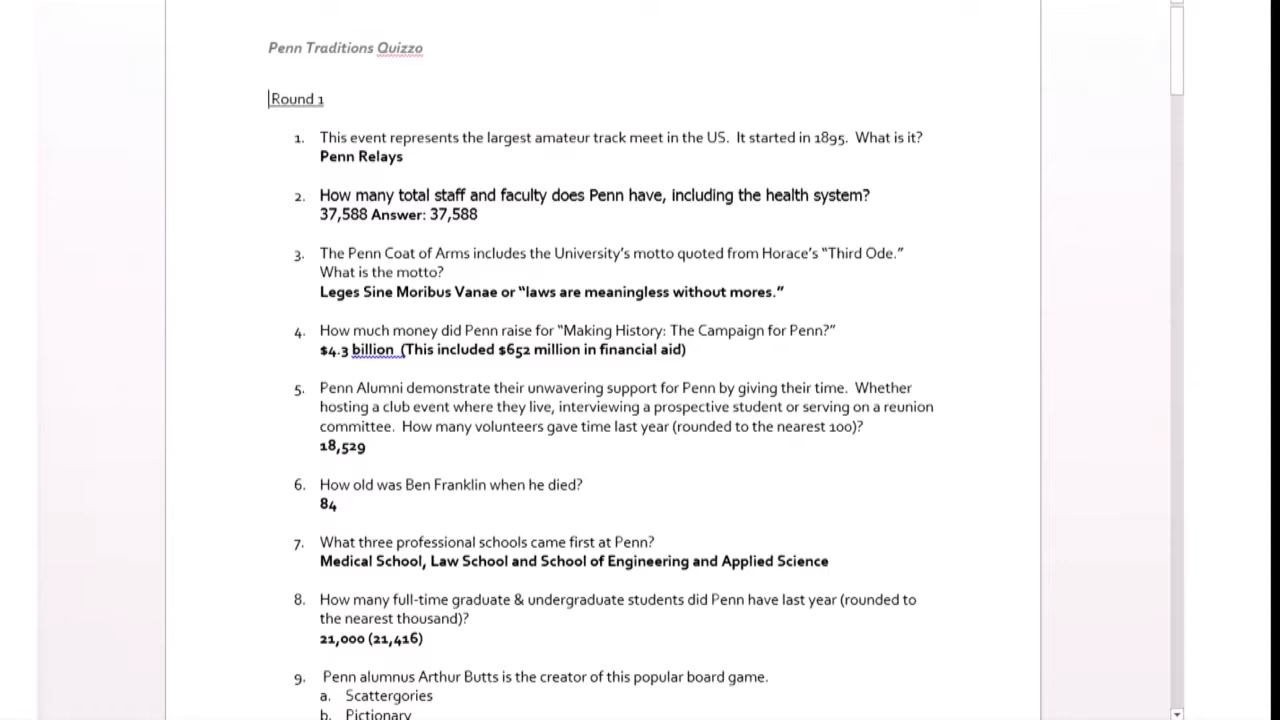 Penn Traditions Quizzo
Round 1
1. This event represents the largest amateur track meet in the US. It started in 1895. What is it?
Penn Relays
2. How many total staff and faculty does Penn have, including the health system?
37,588 Answer: 37,588
3. The Penn Coat of Arms includes the University’s motto quoted from Horace’s “Third Ode.”
What is the motto?
Leges Sine Moribus Vanae or “laws are meaningless without mores.”
4. How much money did Penn raise for “Making History: The Campaign for Penn?”
$4.3 billion (This included $652 million in financial aid)
5. Penn Alumni demonstrate their unwavering support for Penn by giving their time. Whether
hosting a club event where they live, interviewing a prospective student or serving on a reunion
committee. How many volunteers gave time last year (rounded to the nearest 100)?
18,529
6. How old was Ben Franklin when he died?
84
7. What three professional schools came first at Penn?
Medical School, Law School and School of Engineering and Applied Science
8. How many full-time graduate & undergraduate students did Penn have last year (rounded to
the nearest thousand)?
21,000 (21,416)
9. Penn alumnus Arthur Butts is the creator of this popular board game.
a. Scattergories
b. Pictionary